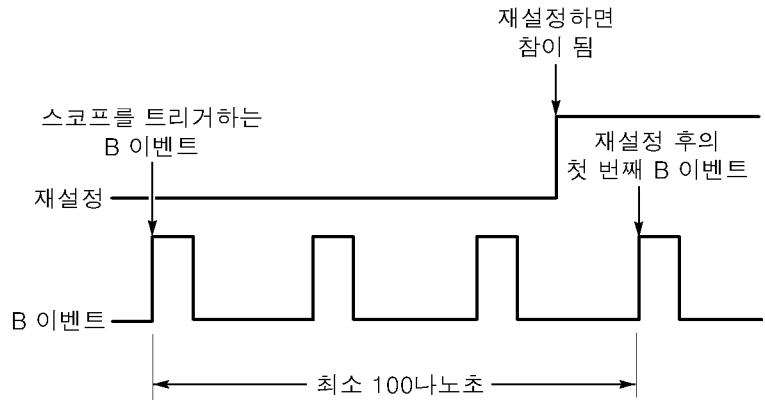 재설정하면
참이 됨
스코프를 트리거하는
B 이벤트
재설정 후의
첫 번째 B 이벤트
재설정
B 이벤트
최소 100나노초